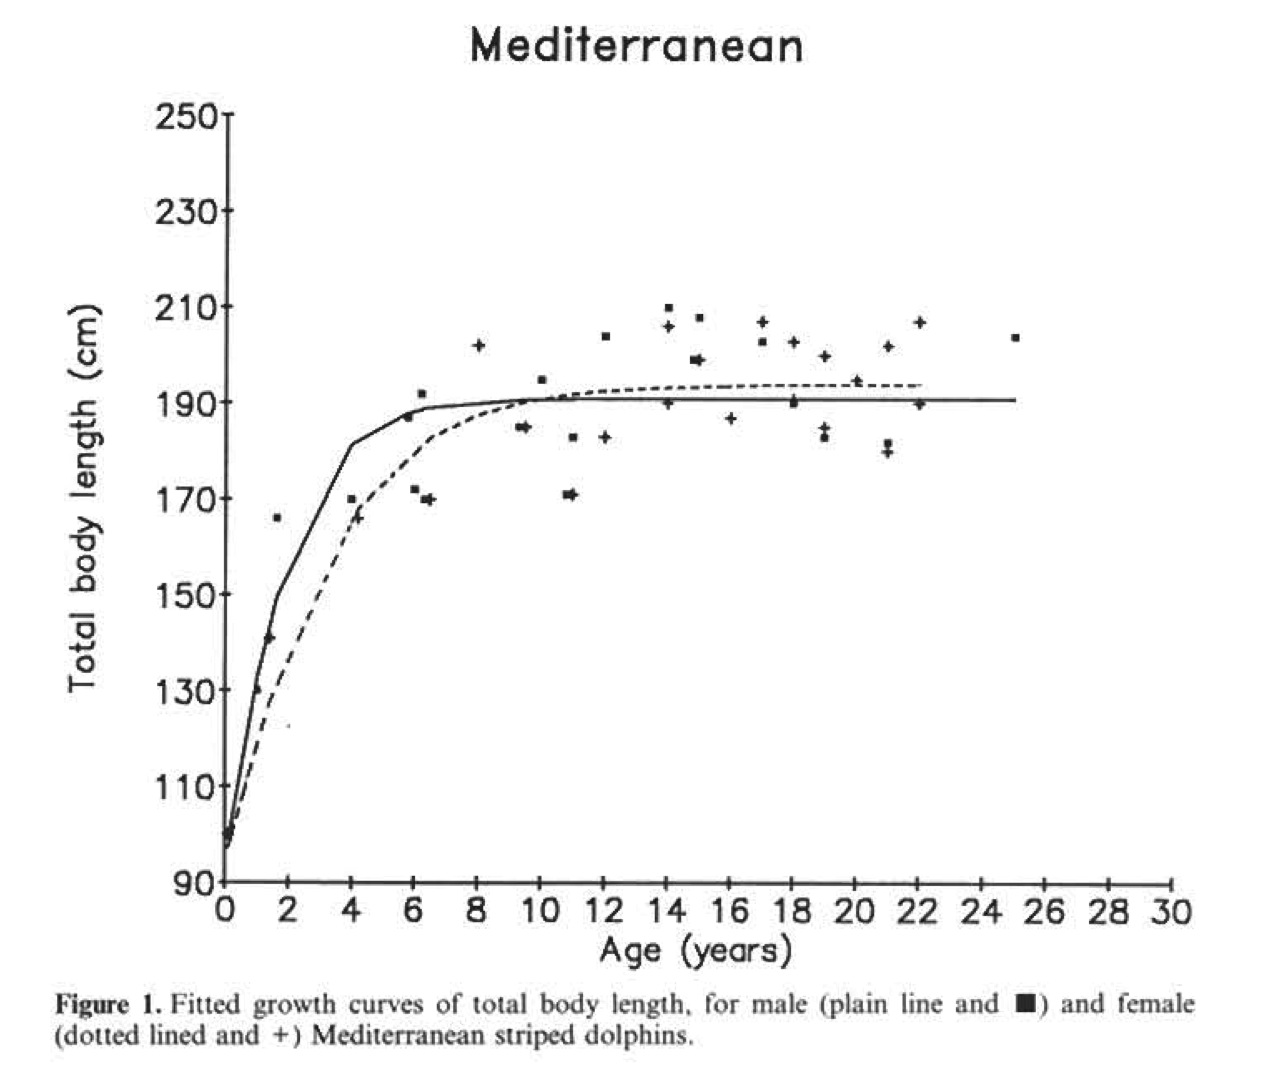 Mediterranean
250
230
210
190
170
150
130
110
90
Total body length (cm)
0 2 4 6 8 10 12 14 16 18 20 22 24 26 28 30
Age (years)
Figure 1. Fitted growth curves of total body length, for male (plain line and ■) and female
(dotted lined and +) Mediterranean striped dolphins.